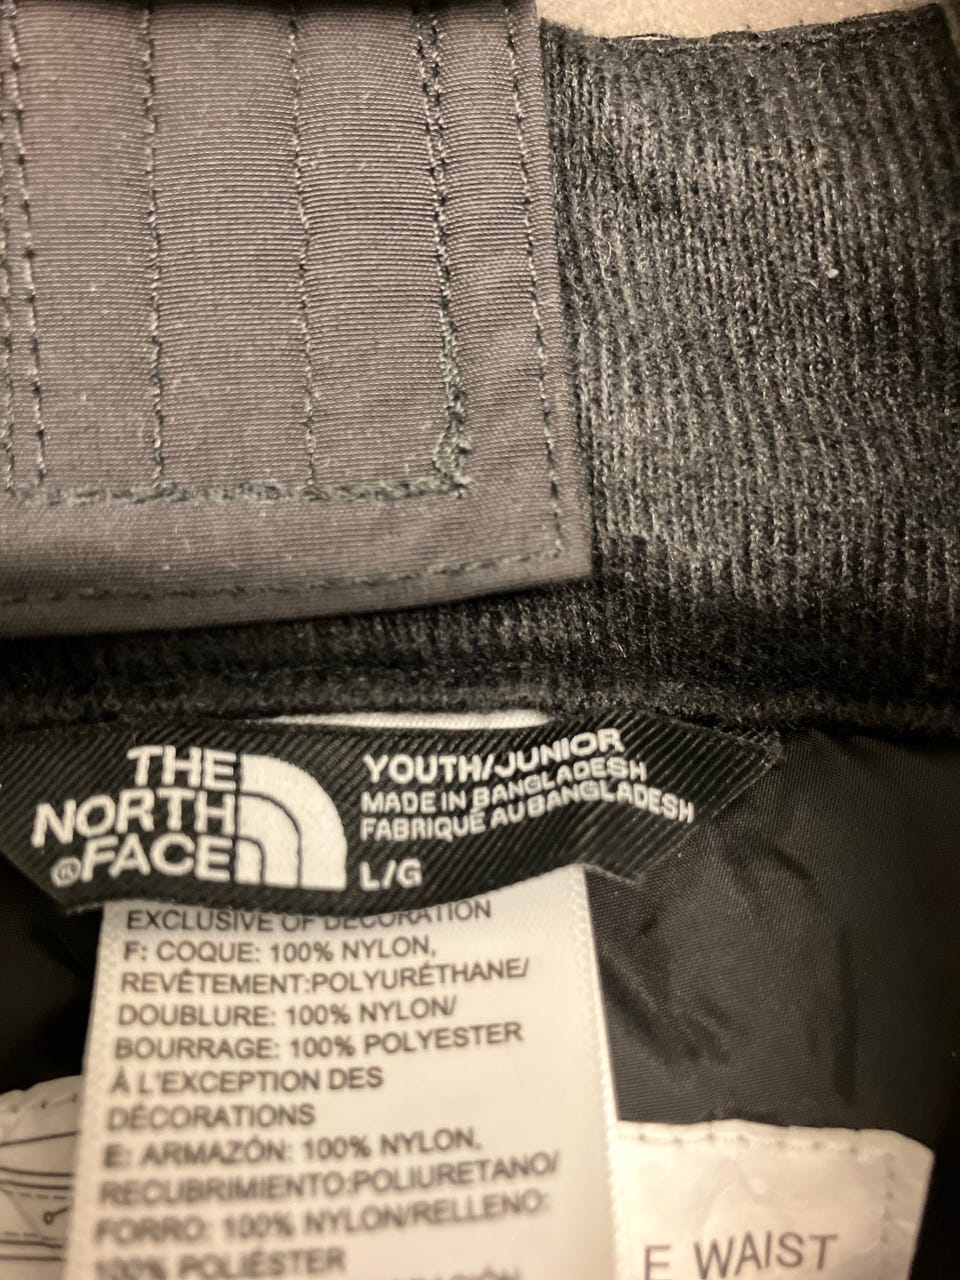 THE
NORTH
®FACE
YOUTH/JUNIOR
MADE IN BANGLADESH
FABRIQUÉ AU BANGLADESH
L/G
EXCLUSIVE OF DECORATION
F: COQUE: 100% NYLON,
REVÊTEMENT:POLYURÉTHANE/
DOUBLURE: 100% NYLON/
BOURRAGE: 100% POLYESTER
À L'EXCEPTION DES
DÉCORATIONS
E: ARMAZÓN: 100% NYLON,
RECUBRIMIENTO:POLIURETANO/
FORRO: 100% NYLON/RELLENO:
100% POLIÉSTER
E WAIST